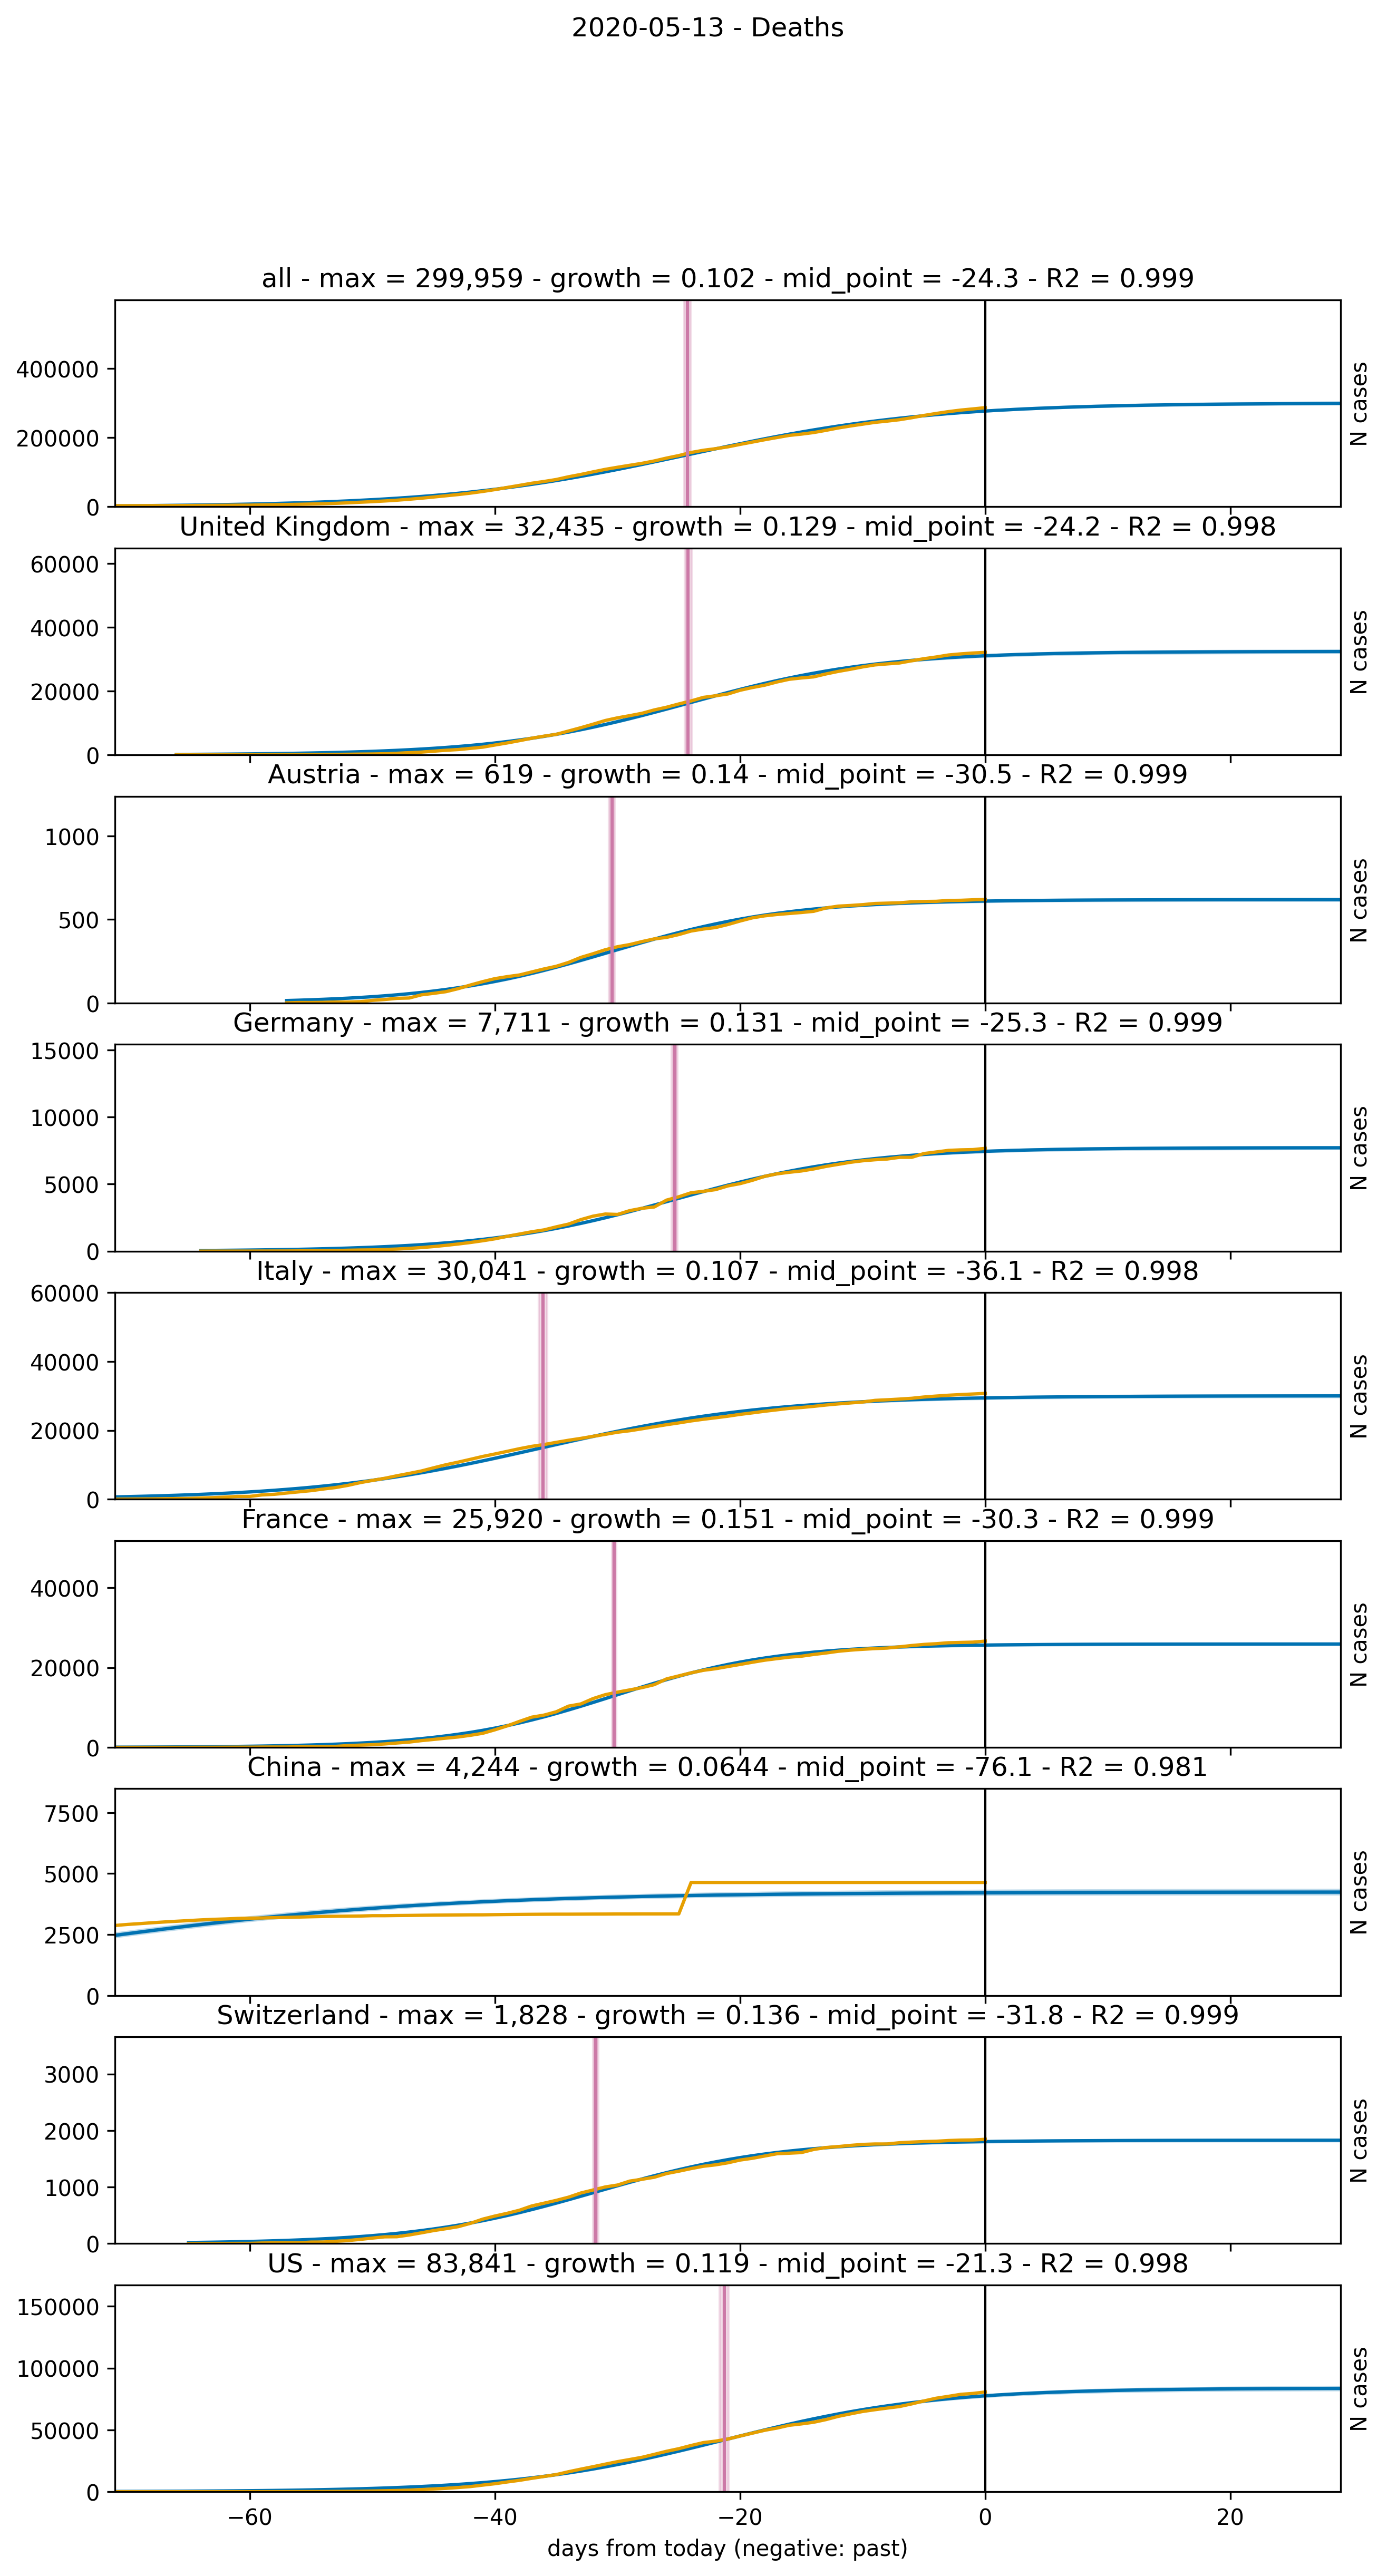 2020-05-13 - Deaths
all - max = 299,959 - growth = 0.102 - mid_point = -24.3 - R2 = 0.999
400000
200000
0
N cases
United Kingdom - max = 32,435 - growth = 0.129 - mid_point = -24.2 - R2 = 0.998
60000
40000
20000
0
N cases
Austria - max = 619 - growth = 0.14 - mid_point = -30.5 - R2 = 0.999
1000
500
0
N cases
Germany - max = 7,711 - growth = 0.131 - mid_point = -25.3 - R2 = 0.999
15000
10000
5000
0
N cases
Italy - max = 30,041 - growth = 0.107 - mid_point = -36.1 - R2 = 0.998
60000
40000
20000
0
N cases
France - max = 25,920 - growth = 0.151 - mid_point = -30.3 - R2 = 0.999
40000
20000
0
N cases
China - max = 4,244 - growth = 0.0644 - mid_point = -76.1 - R2 = 0.981
7500
5000
2500
0
N cases
Switzerland - max = 1,828 - growth = 0.136 - mid_point = -31.8 - R2 = 0.999
3000
2000
1000
0
N cases
US - max = 83,841 - growth = 0.119 - mid_point = -21.3 - R2 = 0.998
150000
100000
50000
0
N cases
−60 −40 −20 0 20
days from today (negative: past)